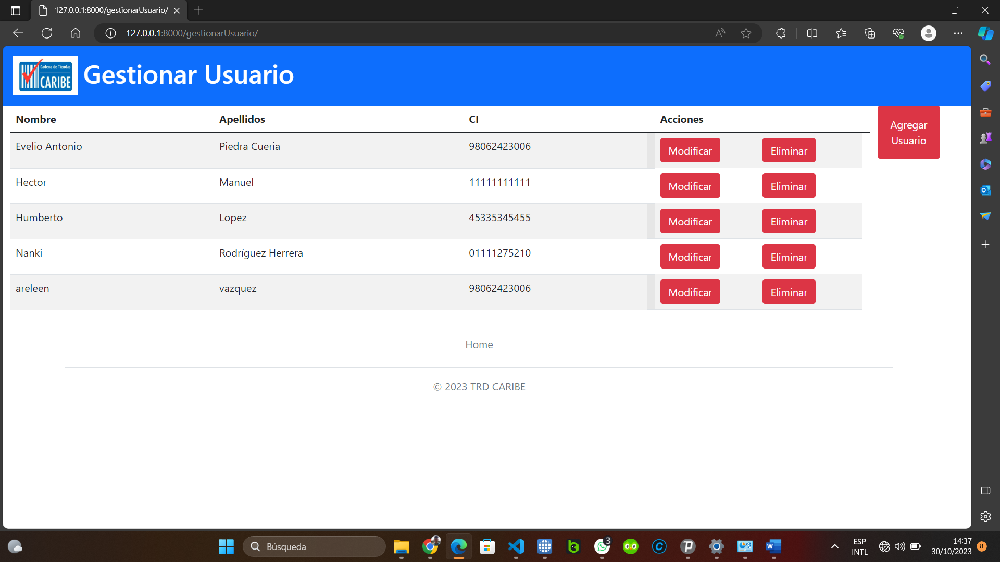 127.0.0.1:8000/gestionarUsuario/
127.0.0.1:8000/gestionarUsuario/
Cadena de Tiendas
CARIBE
Gestionar Usuario
Nombre Apellidos CI Acciones
Agregar
Usuario
Evelio Antonio Piedra Cueria 98062423006 Modificar Eliminar
Hector Manuel 11111111111 Modificar Eliminar
Humberto Lopez 45335345455 Modificar Eliminar
Nanki Rodríguez Herrera 01111275210 Modificar Eliminar
areleen vazquez 98062423006 Modificar Eliminar
Home
© 2023 TRD CARIBE
Búsqueda
3
ESP
INTL
14:37
30/10/2023
8